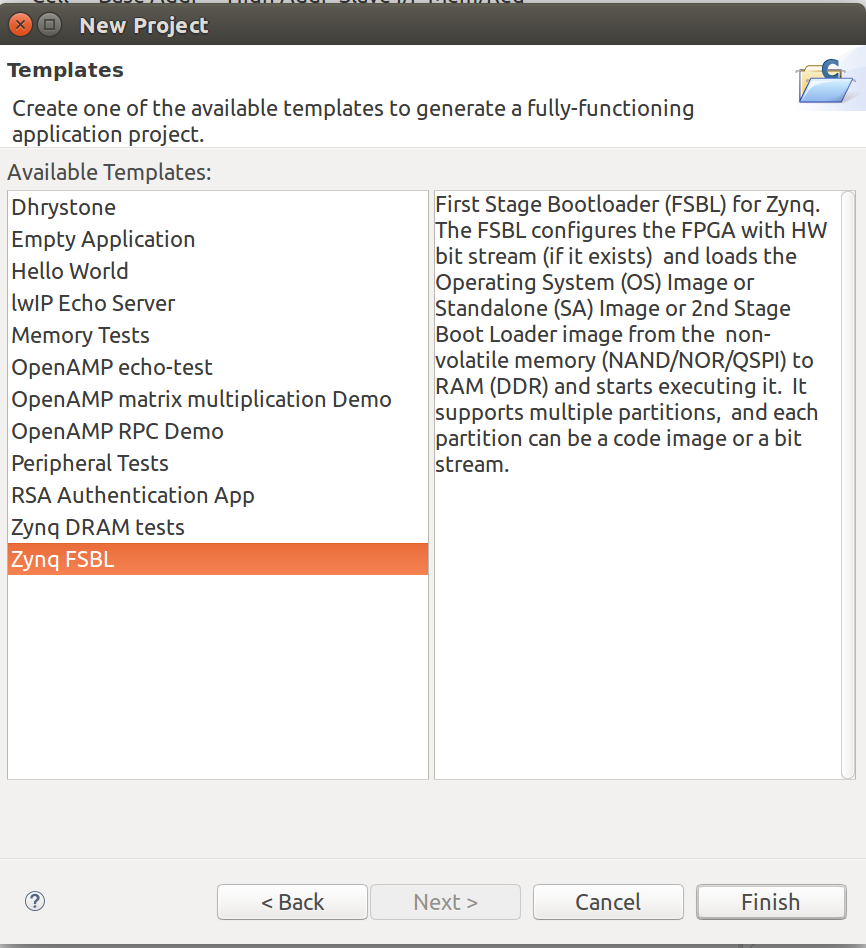 New Project
Templates
Create one of the available templates to generate a fully-functioning
application project.
Available Templates:
Dhrystone
Empty Application
Hello World
lwIP Echo Server
Memory Tests
OpenAMP echo-test
OpenAMP matrix multiplication Demo
OpenAMP RPC Demo
Peripheral Tests
RSA Authentication App
Zynq DRAM tests
Zynq FSBL
First Stage Bootloader (FSBL) for Zynq.
The FSBL configures the FPGA with HW
bit stream (if it exists)  and loads the
Operating System (OS) Image or
Standalone (SA) Image or 2nd Stage
Boot Loader image from the  non-
volatile memory (NAND/NOR/QSPI) to
RAM (DDR) and starts executing it.  It
supports multiple partitions,  and each
partition can be a code image or a bit
stream.
< Back
Next >
Cancel
Finish